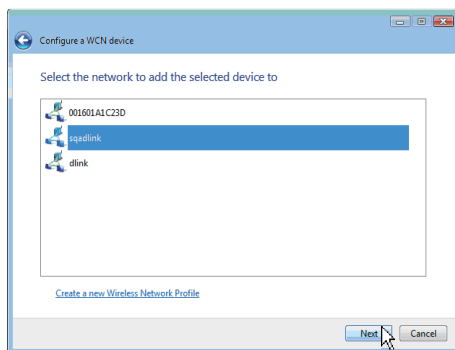 Configure a WCN device
Select the network to add the selected device to
001601A1C23D
sqadlink
dlink
Create a new Wireless Network Profile
Next
Cancel